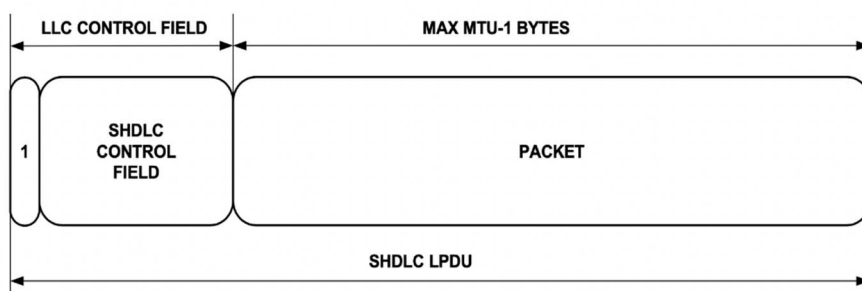 LLC CONTROL FIELD
MAX MTU-1 BYTES
1
SHDLC
CONTROL
FIELD
PACKET
SHDLC LPDU